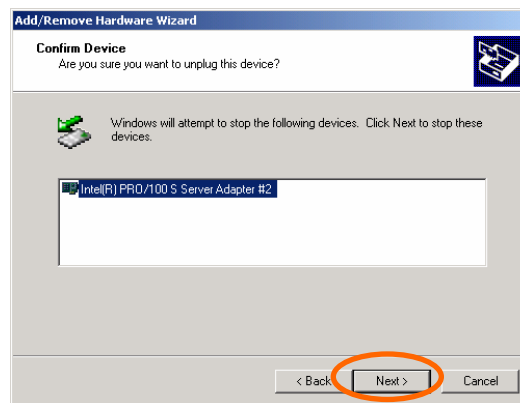 Add/Remove Hardware Wizard
Confirm Device
Are you sure you want to unplug this device?
Windows will attempt to stop the following devices. Click Next to stop these
devices.
Intel(R) PRO/100 S Server Adapter #2
< Back
Next >
Cancel